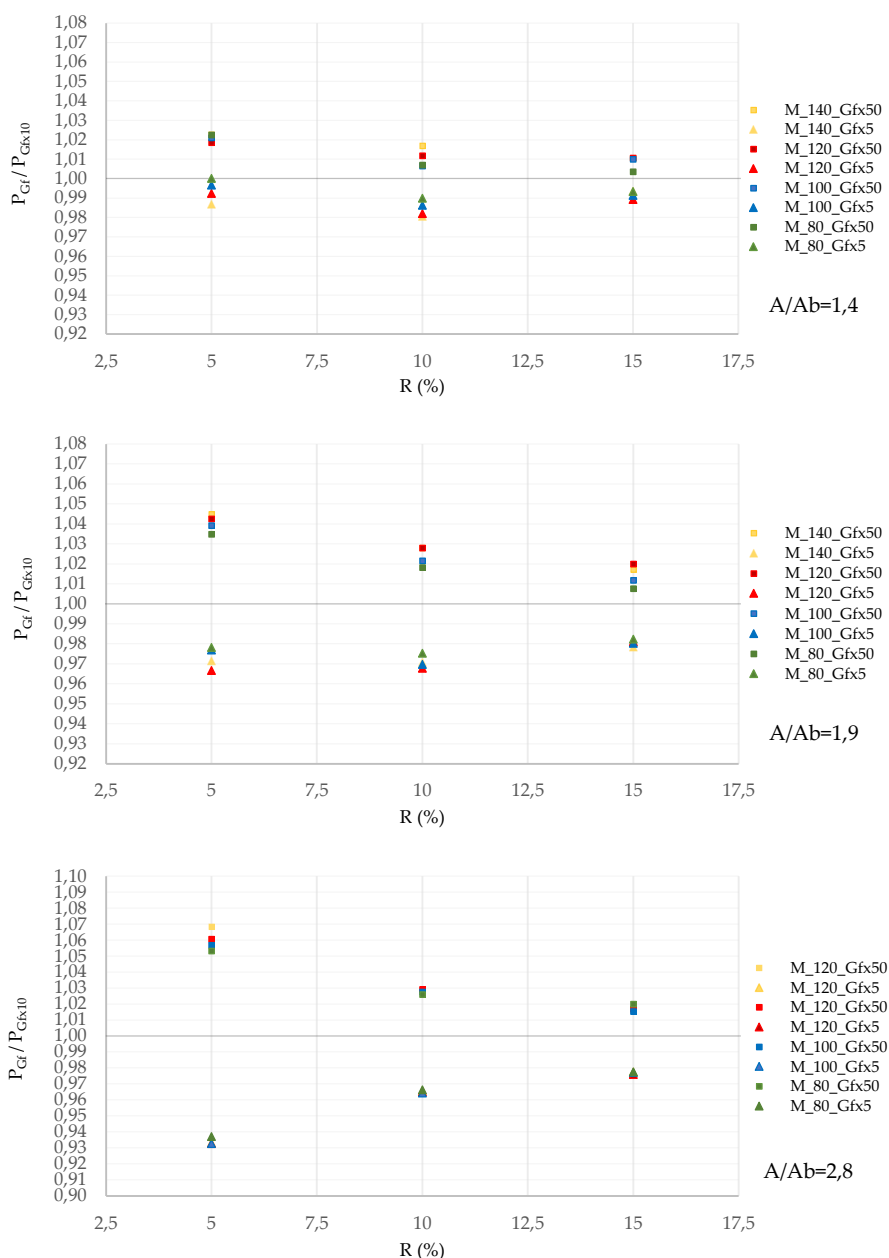 1,08
1,07
1,06
1,05
1,04
1,03
1,02
1,01
1,00
0,99
0,98
0,97
0,96
0,95
0,94
0,93
0,92
P_Gf / P_Gfx10
2,5 5 7,5 10 12,5 15 17,5
R (%)
M_140_Gfx50
M_140_Gfx5
M_120_Gfx50
M_120_Gfx5
M_100_Gfx50
M_100_Gfx5
M_80_Gfx50
M_80_Gfx5
A/Ab=1,4
1,08
1,07
1,06
1,05
1,04
1,03
1,02
1,01
1,00
0,99
0,98
0,97
0,96
0,95
0,94
0,93
0,92
P_Gf / P_Gfx10
2,5 5 7,5 10 12,5 15 17,5
R (%)
M_140_Gfx50
M_140_Gfx5
M_120_Gfx50
M_120_Gfx5
M_100_Gfx50
M_100_Gfx5
M_80_Gfx50
M_80_Gfx5
A/Ab=1,9
1,10
1,09
1,08
1,07
1,06
1,05
1,04
1,03
1,02
1,01
1,00
0,99
0,98
0,97
0,96
0,95
0,94
0,93
0,92
0,91
0,90
P_Gf / P_Gfx10
2,5 5 7,5 10 12,5 15 17,5
R (%)
M_120_Gfx50
M_120_Gfx5
M_120_Gfx50
M_120_Gfx5
M_100_Gfx50
M_100_Gfx5
M_80_Gfx50
M_80_Gfx5
A/Ab=2,8